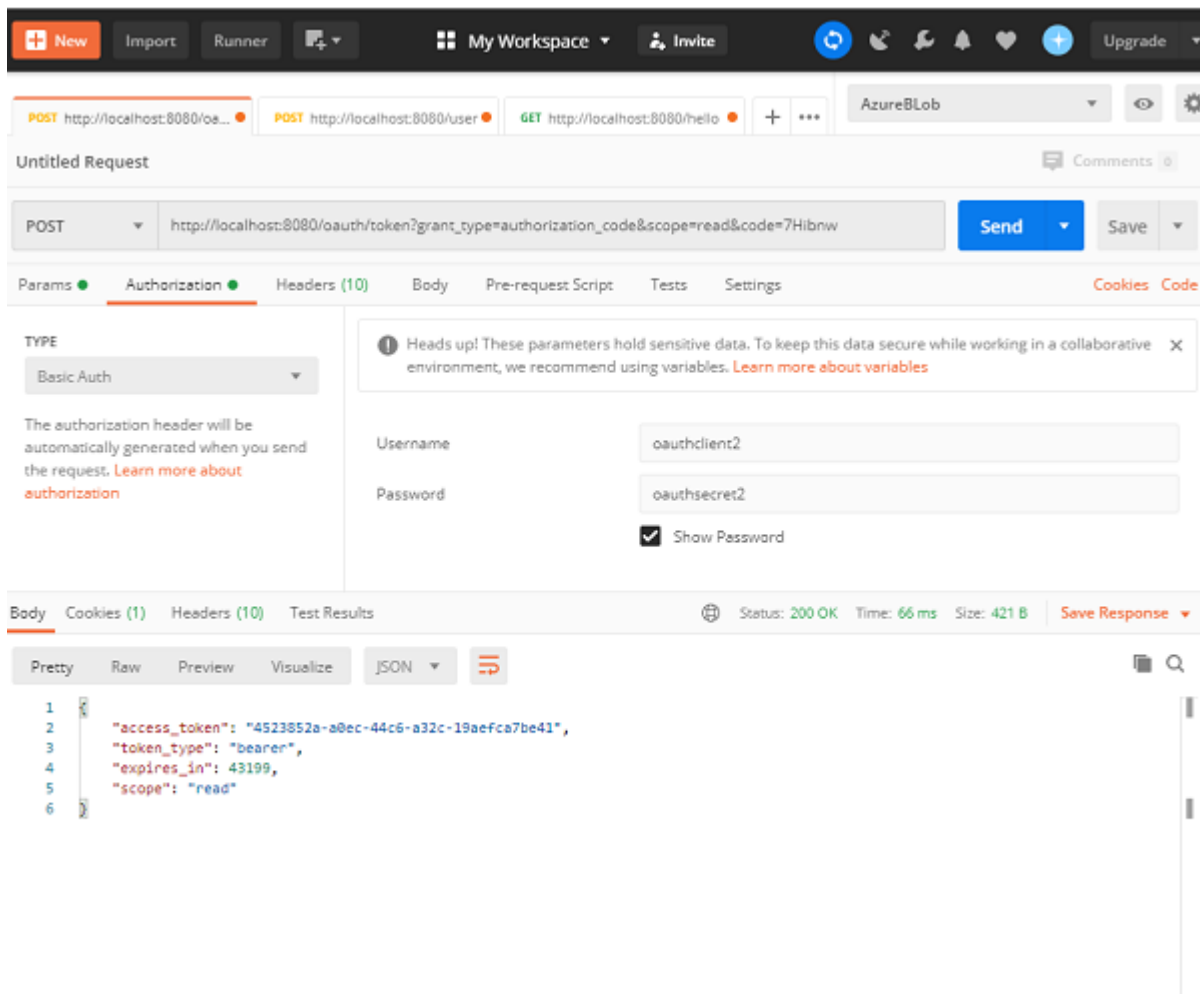 New Import Runner My Workspace Invite Upgrade
POST http://localhost:8080/oa... POST http://localhost:8080/user GET http://localhost:8080/hello + ••• AzureBLob
Untitled Request Comments 0
POST http://localhost:8080/oauth/token?grant_type=authorization_code&scope=read&code=7Hibnw Send Save
Params Authorization Headers (10) Body Pre-request Script Tests Settings Cookies Code
TYPE
Basic Auth
The authorization header will be
automatically generated when you send
the request. Learn more about
authorization
Heads up! These parameters hold sensitive data. To keep this data secure while working in a collaborative
environment, we recommend using variables. Learn more about variables
Username oauthclient2
Password oauthsecret2
Show Password
Body Cookies (1) Headers (10) Test Results Status: 200 OK Time: 66 ms Size: 421 B Save Response
Pretty Raw Preview Visualize JSON
1 {
2 "access_token": "4523852a-a0ec-44c6-a32c-19aefca7be41",
3 "token_type": "bearer",
4 "expires_in": 43199,
5 "scope": "read"
6 }